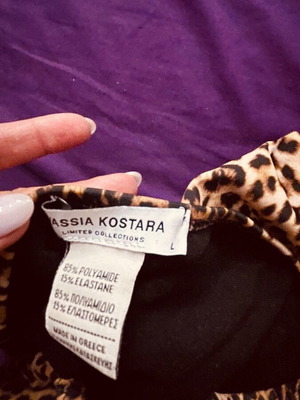 ASSIA KOSTARA
LIMITED COLLECTIONS
L
85% POLYAMIDE
15% ELASTANE
85% ΠΟΛΥΑΜΙΔΙΟ
15% ΕΛΑΣΤΟΜΕΡΕΣ
MADE IN GREECE